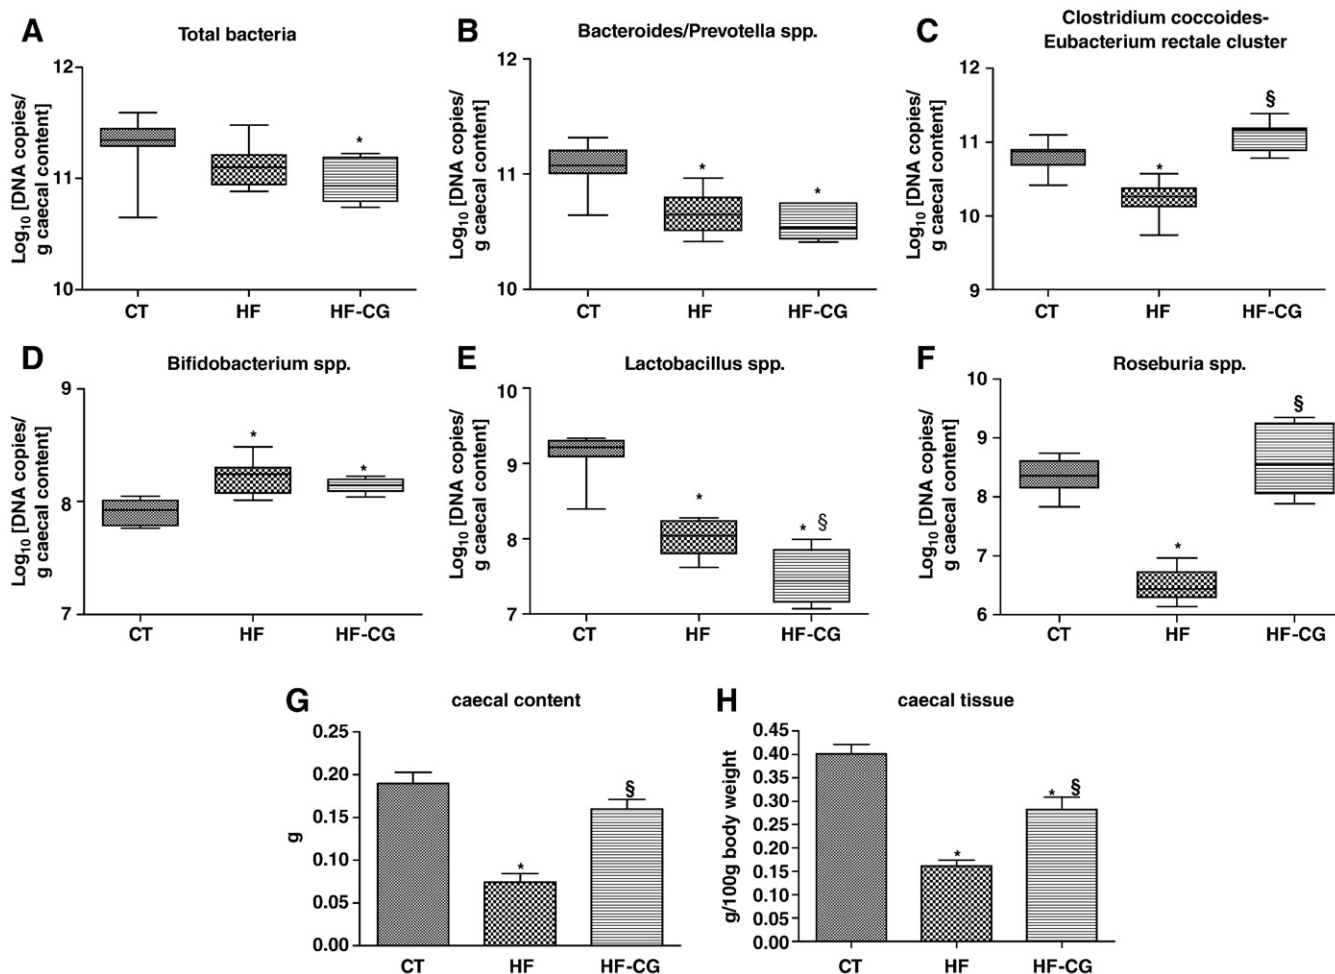 A
Total bacteria
Log10 [DNA copies/
g caecal content]
12
11
10
*
CT HF HF-CG
B
Bacteroides/Prevotella spp.
Log10 [DNA copies/
g caecal content]
12
11
10
* *
CT HF HF-CG
C
Clostridium coccoides-
Eubacterium rectale cluster
Log10 [DNA copies/
g caecal content]
12
11
10
9
* §
CT HF HF-CG
D
Bifidobacterium spp.
Log10 [DNA copies/
g caecal content]
9
8
7
* *
CT HF HF-CG
E
Lactobacillus spp.
Log10 [DNA copies/
g caecal content]
10
9
8
7
* * §
CT HF HF-CG
F
Roseburia spp.
Log10 [DNA copies/
g caecal content]
10
9
8
7
6
* §
CT HF HF-CG
G
caecal content
g
0.25
0.20
0.15
0.10
0.05
0.00
* §
CT HF HF-CG
H
caecal tissue
g/100g body weight
0.45
0.40
0.35
0.30
0.25
0.20
0.15
0.10
0.05
0.00
* * §
CT HF HF-CG